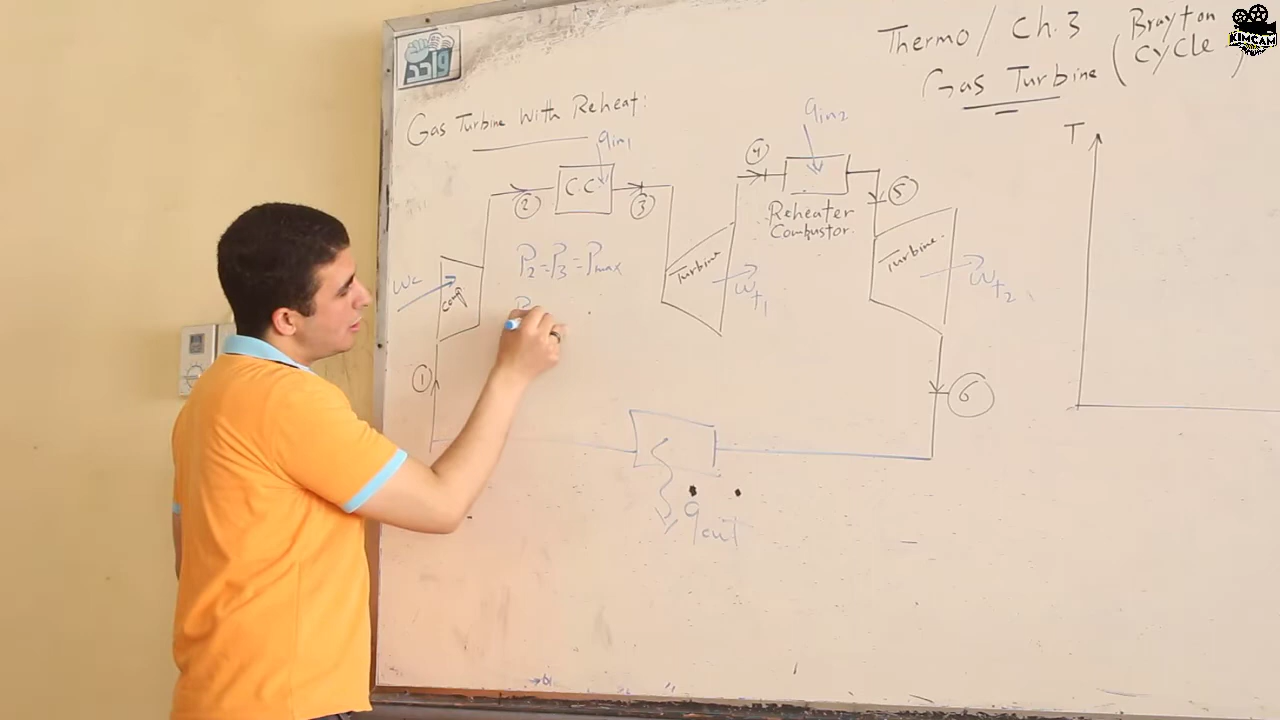 Thermo / Ch.3 Brayton
Gas Turbine ( CYCLE )
KIMCAM
واحد
Gas Turbine With Reheat:
qin1
qin2
2
C.C
3
4
5
Reheater
Combustor.
wc
comp
P2=P3=Pmax
P
Turbine
wt1
Turbine.
wt2
1
6
qout
T